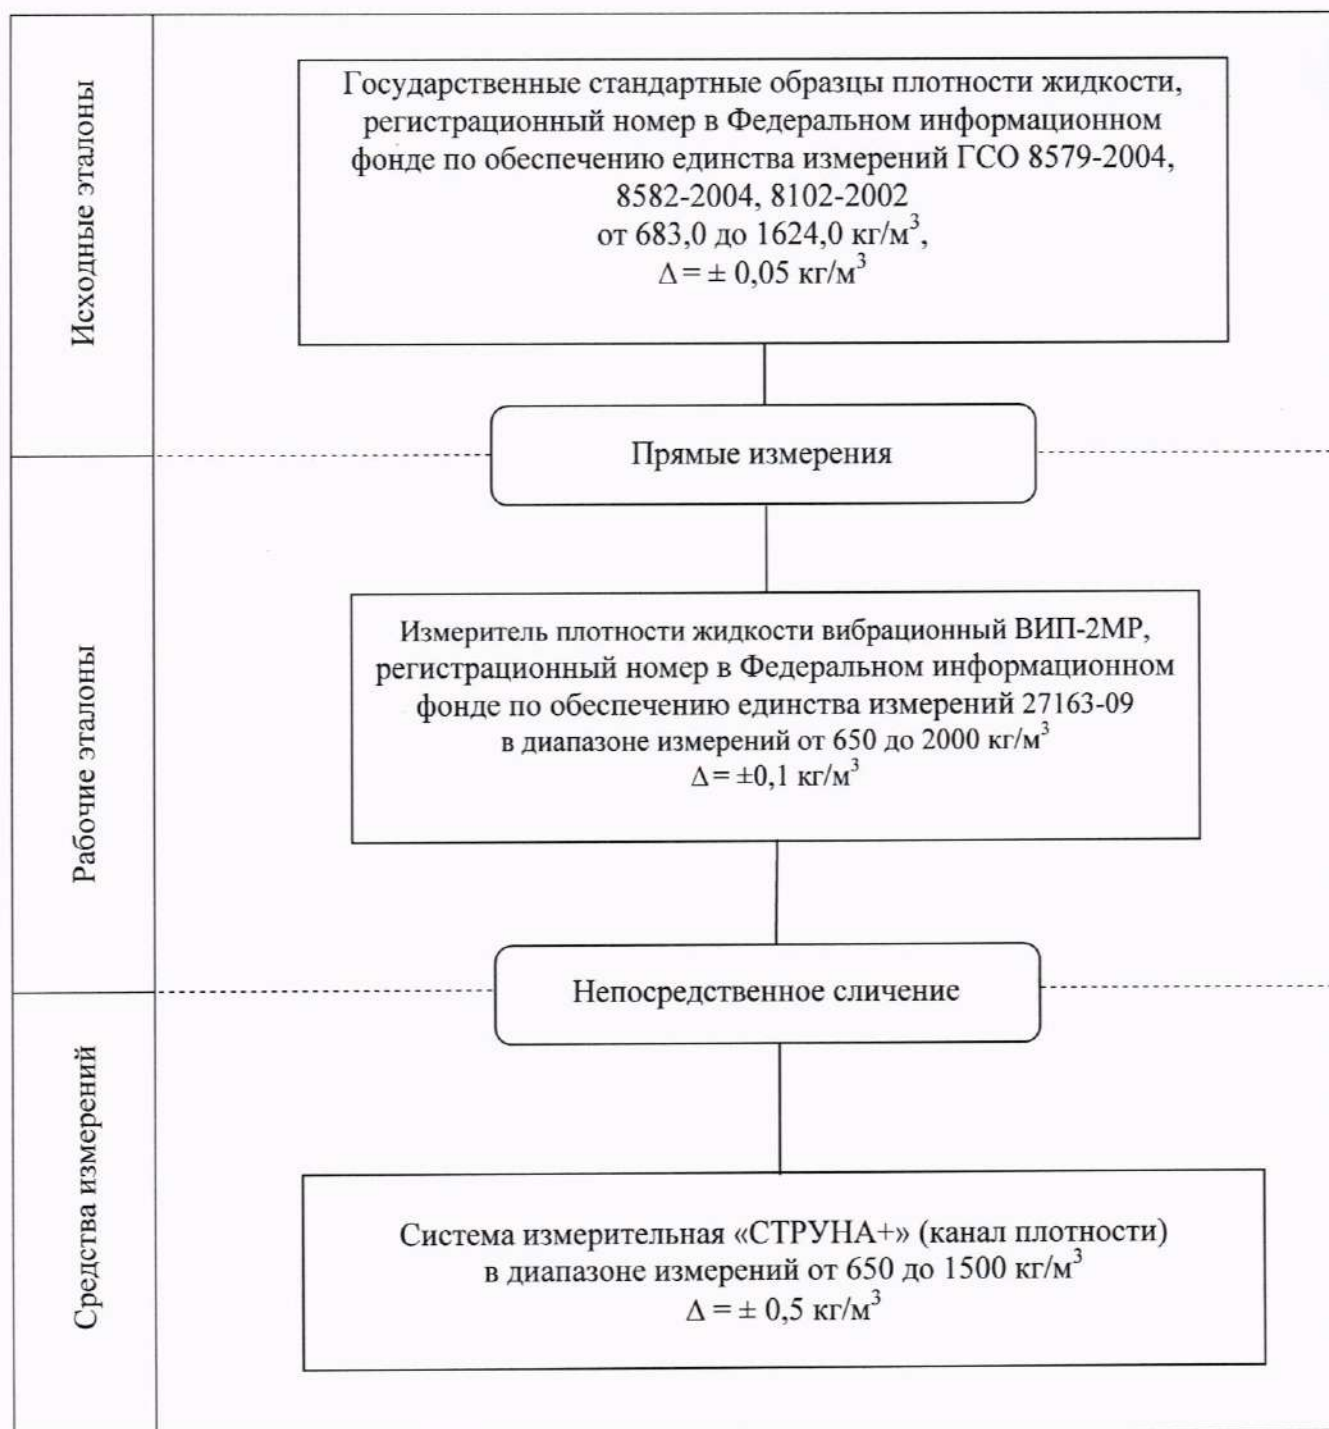 Исходные эталоны
Государственные стандартные образцы плотности жидкости,
регистрационный номер в Федеральном информационном
фонде по обеспечению единства измерений ГСО 8579-2004,
8582-2004, 8102-2002
от 683,0 до 1624,0 кг/м³,
Δ = ± 0,05 кг/м³
Прямые измерения
Рабочие эталоны
Измеритель плотности жидкости вибрационный ВИП-2МР,
регистрационный номер в Федеральном информационном
фонде по обеспечению единства измерений 27163-09
в диапазоне измерений от 650 до 2000 кг/м³
Δ = ±0,1 кг/м³
Непосредственное сличение
Средства измерений
Система измерительная «СТРУНА+» (канал плотности)
в диапазоне измерений от 650 до 1500 кг/м³
Δ = ± 0,5 кг/м³